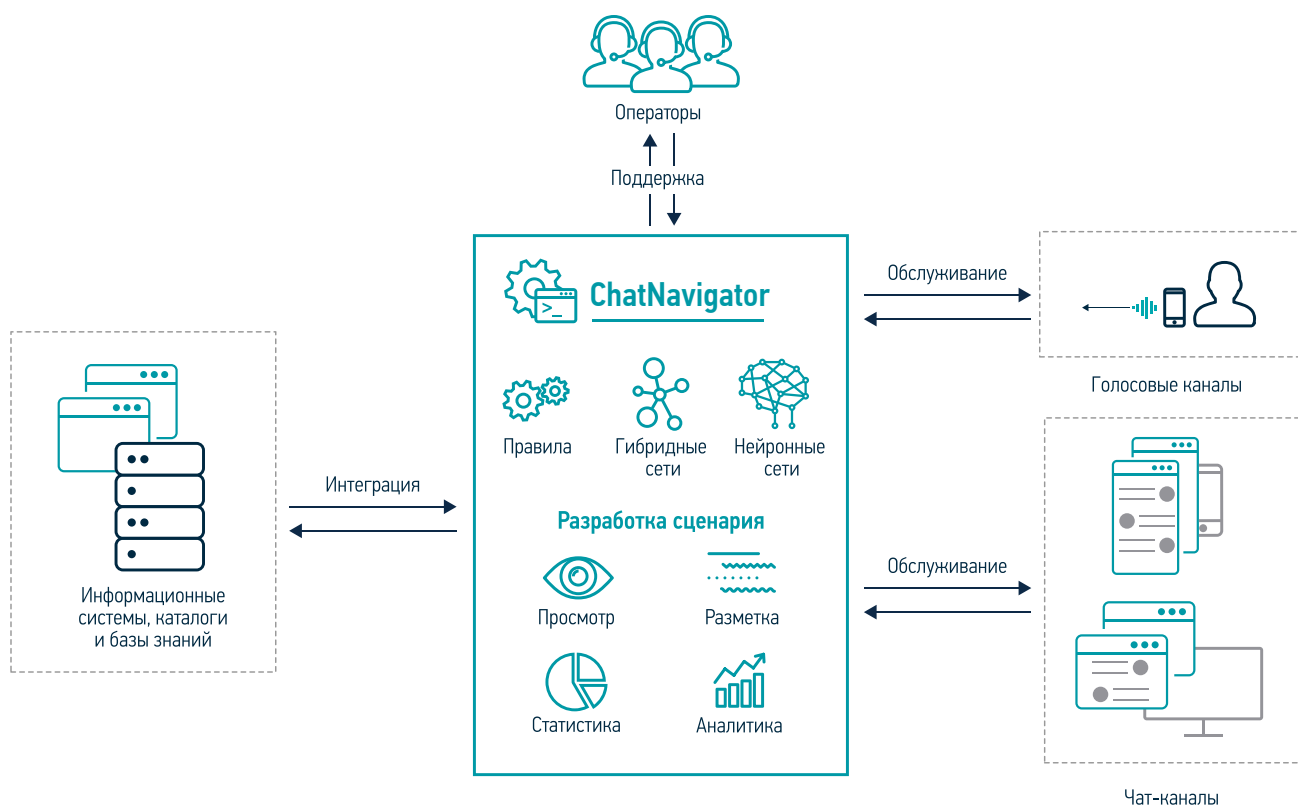 Операторы
Поддержка
ChatNavigator
>_
Правила
Гибридные
сети
Нейронные
сети
Разработка сценария
Просмотр
Разметка
Статистика
Аналитика
Интеграция
Информационные
системы, каталоги
и базы знаний
Обслуживание
Голосовые каналы
Обслуживание
Чат-каналы